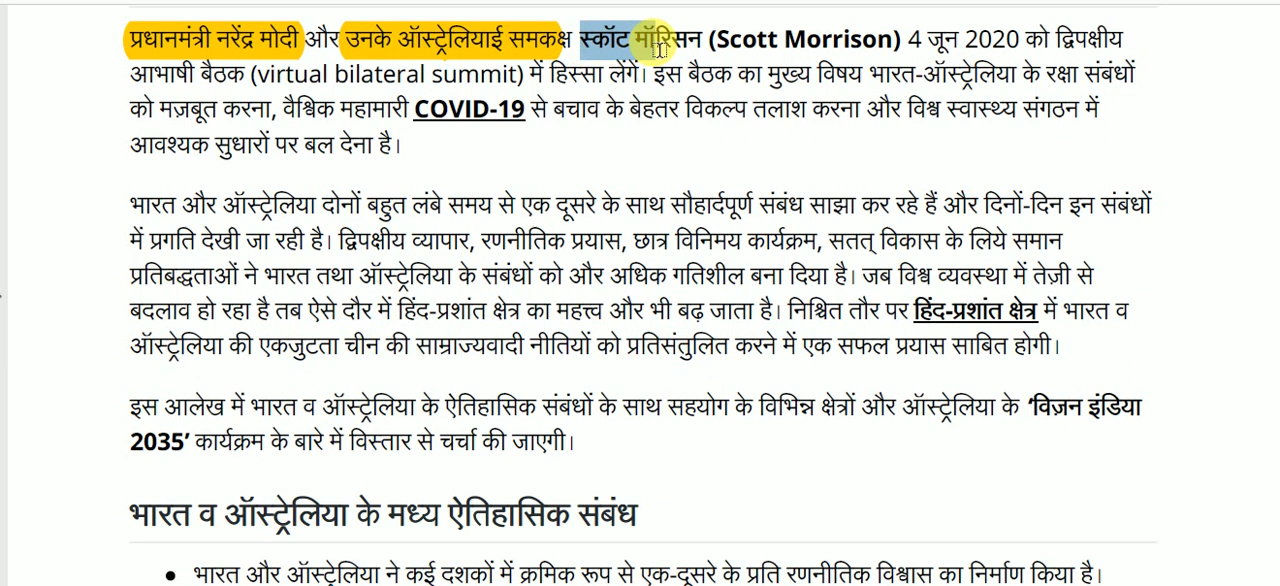 प्रधानमंत्री नरेंद्र मोदी और उनके ऑस्ट्रेलियाई समकक्ष स्कॉट मॉरिसन (Scott Morrison) 4 जून 2020 को द्विपक्षीय
आभाषी बैठक (virtual bilateral summit) में हिस्सा लेंगें। इस बैठक का मुख्य विषय भारत-ऑस्ट्रेलिया के रक्षा संबंधों
को मज़बूत करना, वैश्विक महामारी COVID-19 से बचाव के बेहतर विकल्प तलाश करना और विश्व स्वास्थ्य संगठन में
आवश्यक सुधारों पर बल देना है।
भारत और ऑस्ट्रेलिया दोनों बहुत लंबे समय से एक दूसरे के साथ सौहार्दपूर्ण संबंध साझा कर रहे हैं और दिनों-दिन इन संबंधों
में प्रगति देखी जा रही है। द्विपक्षीय व्यापार, रणनीतिक प्रयास, छात्र विनिमय कार्यक्रम, सतत् विकास के लिये समान
प्रतिबद्धताओं ने भारत तथा ऑस्ट्रेलिया के संबंधों को और अधिक गतिशील बना दिया है। जब विश्व व्यवस्था में तेज़ी से
बदलाव हो रहा है तब ऐसे दौर में हिंद-प्रशांत क्षेत्र का महत्त्व और भी बढ़ जाता है। निश्चित तौर पर हिंद-प्रशांत क्षेत्र में भारत व
ऑस्ट्रेलिया की एकजुटता चीन की साम्राज्यवादी नीतियों को प्रतिसंतुलित करने में एक सफल प्रयास साबित होगी।
इस आलेख में भारत व ऑस्ट्रेलिया के ऐतिहासिक संबंधों के साथ सहयोग के विभिन्न क्षेत्रों और ऑस्ट्रेलिया के ‘विज़न इंडिया
2035’ कार्यक्रम के बारे में विस्तार से चर्चा की जाएगी।
भारत व ऑस्ट्रेलिया के मध्य ऐतिहासिक संबंध
• भारत और ऑस्ट्रेलिया ने कई दशकों में क्रमिक रूप से एक-दूसरे के प्रति रणनीतिक विश्वास का निर्माण किया है।